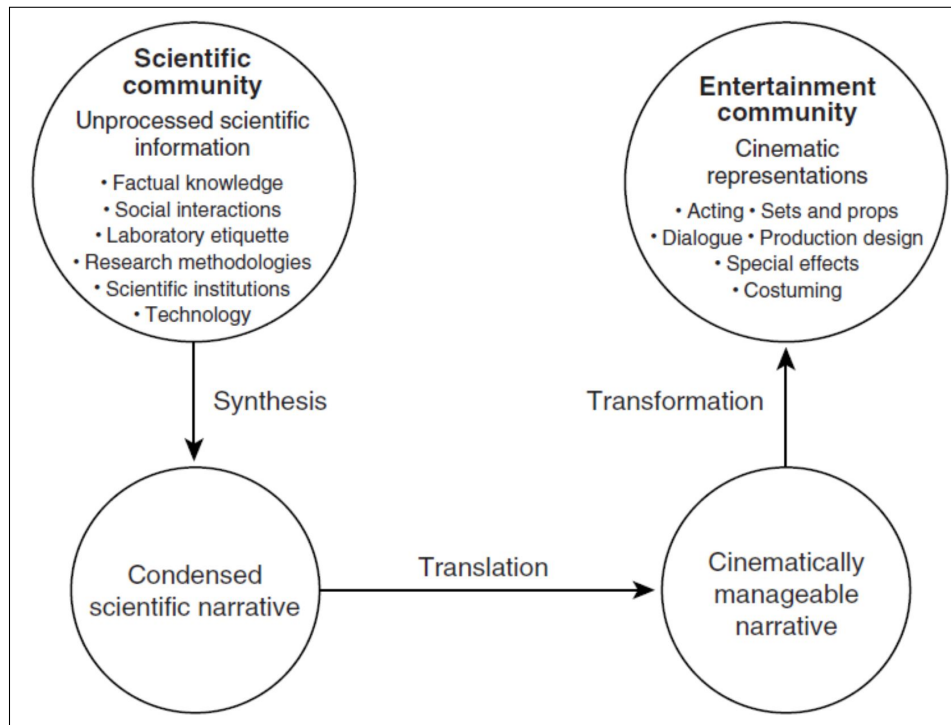 Scientific
community
Unprocessed scientific
information
• Factual knowledge
• Social interactions
• Laboratory etiquette
• Research methodologies
• Scientific institutions
• Technology
Entertainment
community
Cinematic
representations
• Acting • Sets and props
• Dialogue • Production design
• Special effects
• Costuming
Synthesis
Transformation
Condensed
scientific narrative
Translation
Cinematically
manageable
narrative